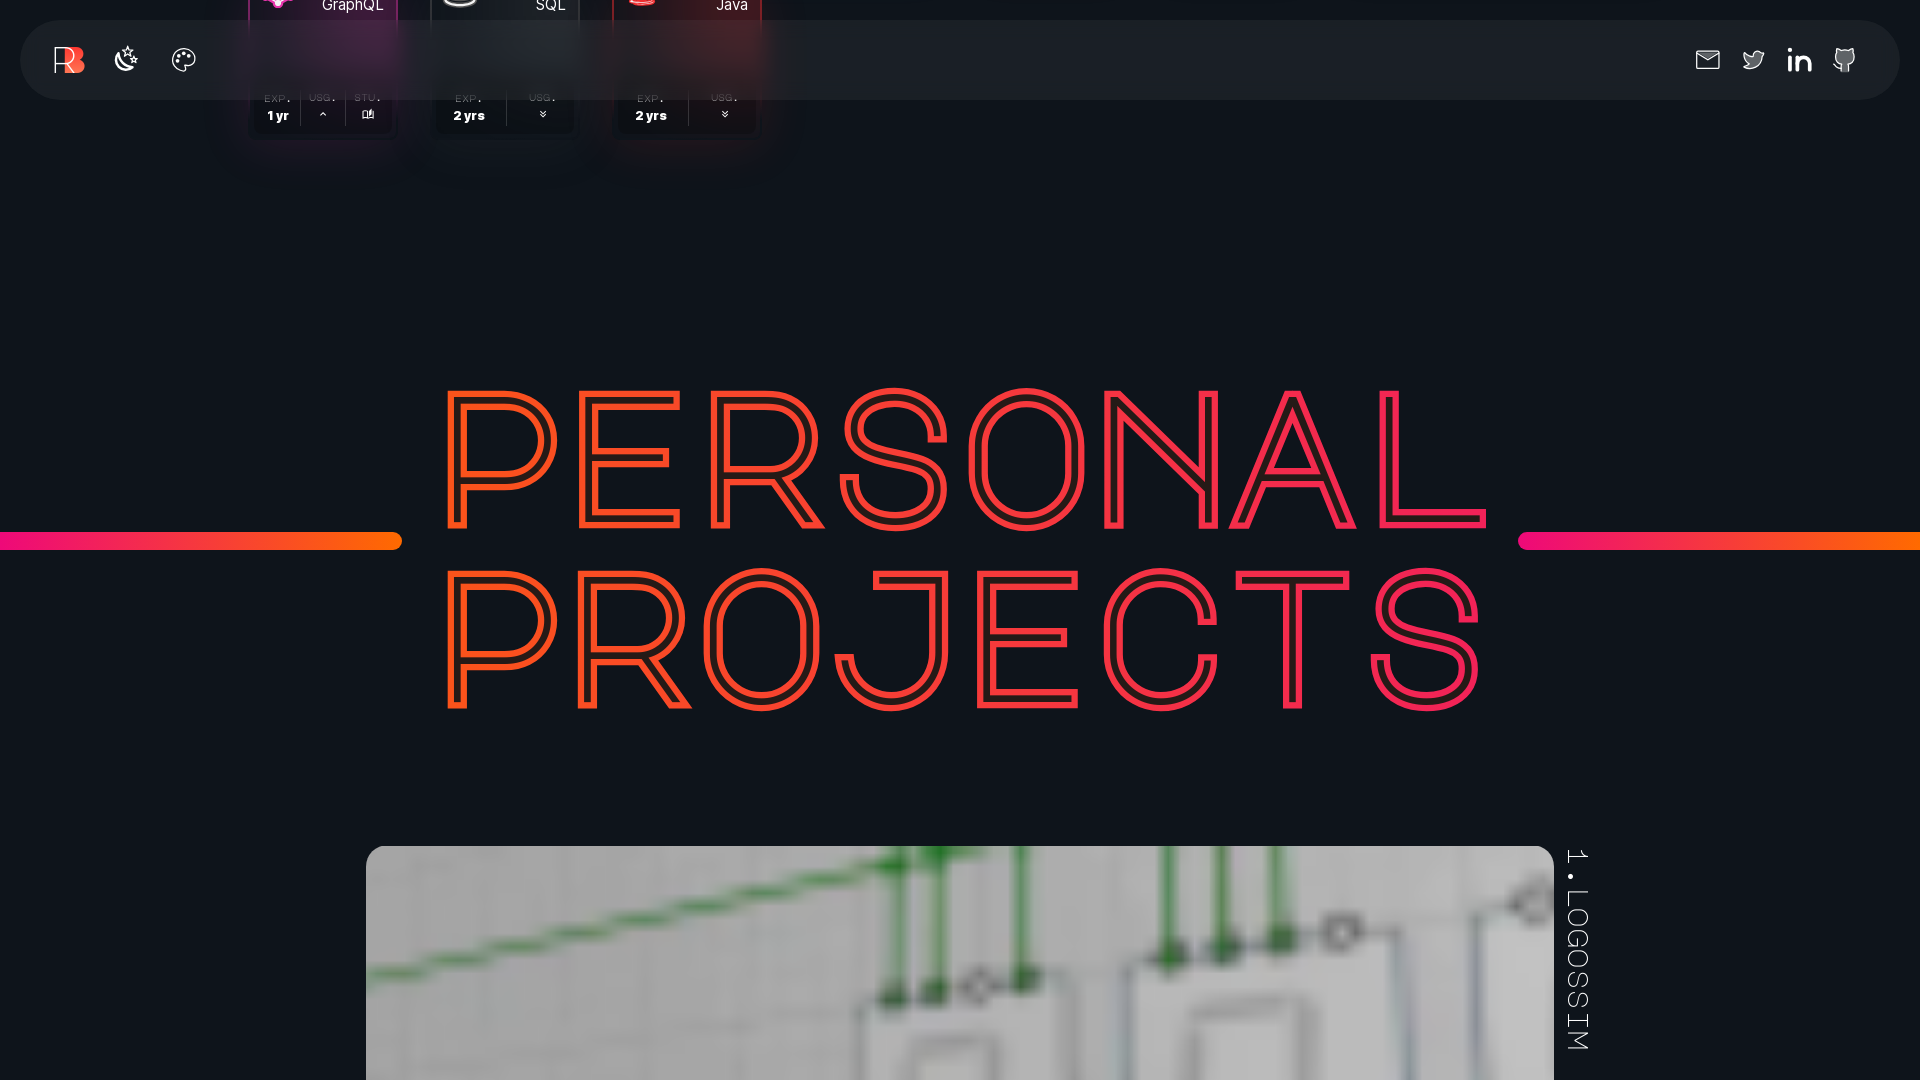 GraphQL SQL Java
RB
EXP. USG. STU. EXP. USG. EXP. USG.
1 yr 2 yrs 2 yrs
PERSONAL
PROJECTS
1.LOGOSSIM